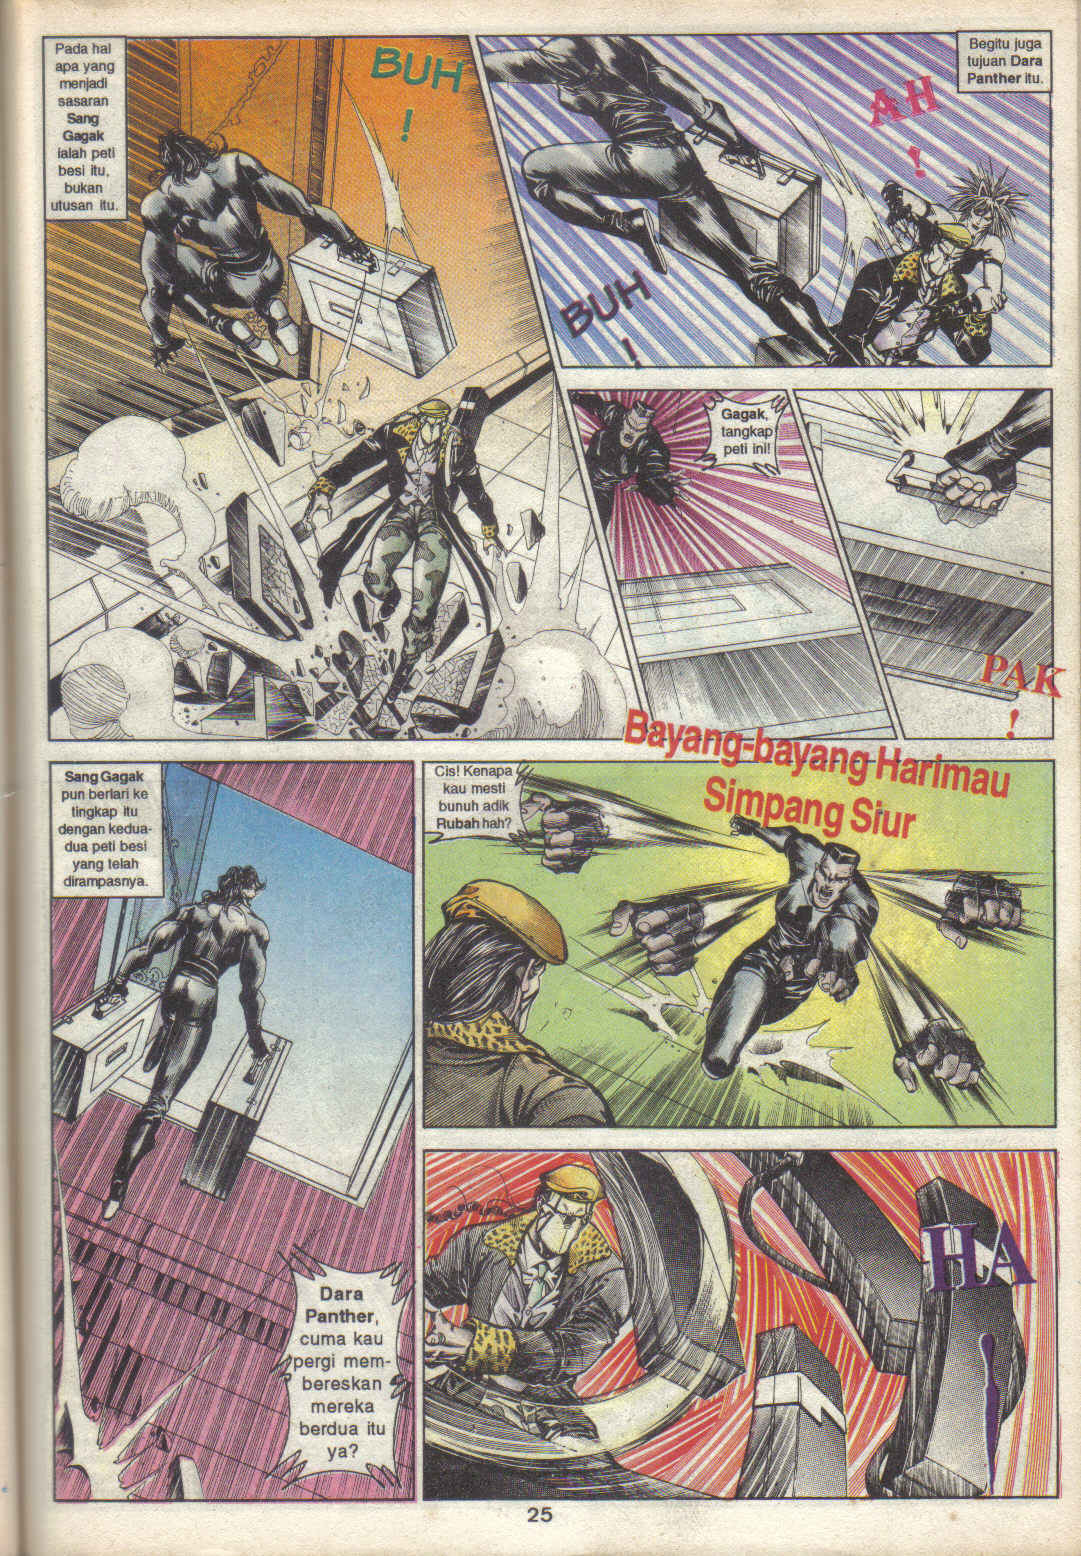 Pada hal
apa yang
menjadi
sasaran
Sang
Gagak
ialah peti
besi itu,
bukan
utusan itu.
BUH
!
Begitu juga
tujuan Dara
Panther itu.
AH
!
BUH
!
Gagak,
tangkap
peti ini!
PAK
!
Sang Gagak
pun berlari ke
tingkap itu
dengan kedua-
dua peti besi
yang telah
dirampasnya.
Dara
Panther,
cuma kau
pergi mem-
bereskan
mereka
berdua itu
ya?
Bayang-bayang Harimau
Simpang Siur
Cis! Kenapa
kau mesti
bunuh adik
Rubah hah?
HA
!
25